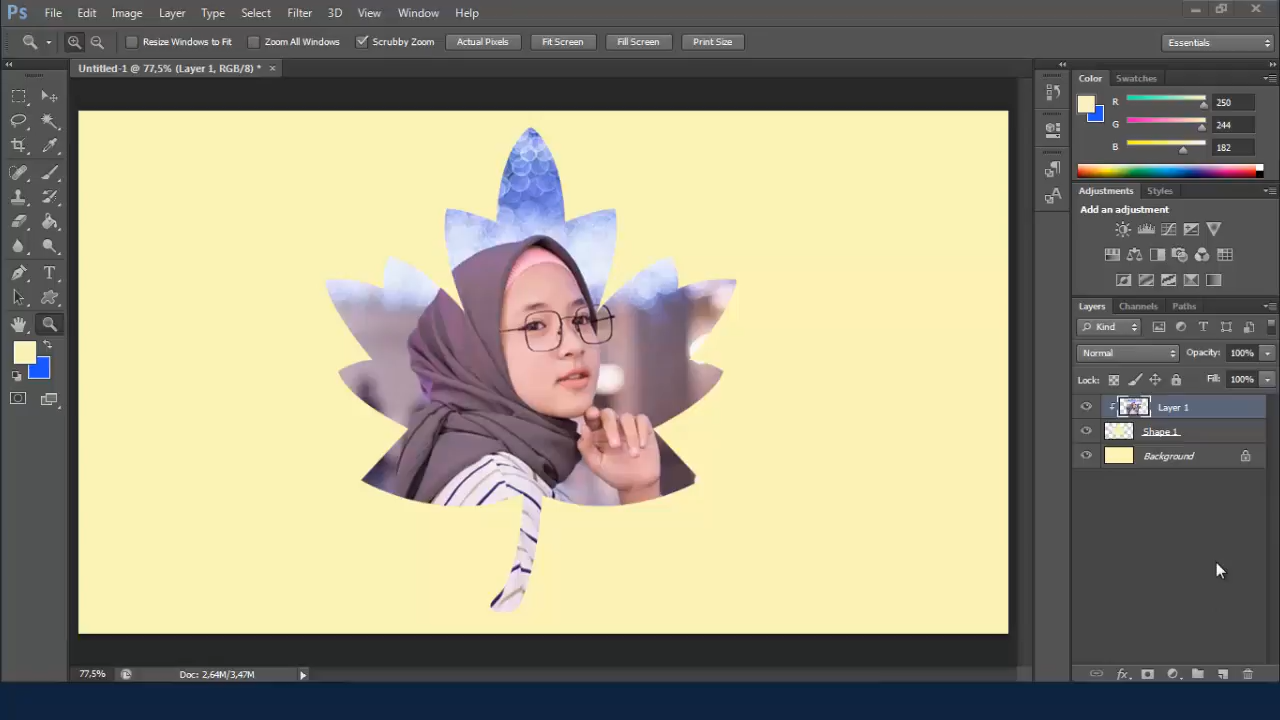 Ps File Edit Image Layer Type Select Filter 3D View Window Help
Resize Windows to Fit Zoom All Windows Scrubby Zoom Actual Pixels Fit Screen Fill Screen Print Size Essentials
Untitled-1 @ 77,5% (Layer 1, RGB/8) * ×
Color Swatches
R 250
G 244
B 182
Adjustments Styles
Add an adjustment
Layers Channels Paths
Kind
Normal Opacity: 100%
Lock: Fill: 100%
Layer 1
Shape 1
Background
77,5% Doc: 2,64M/3,47M